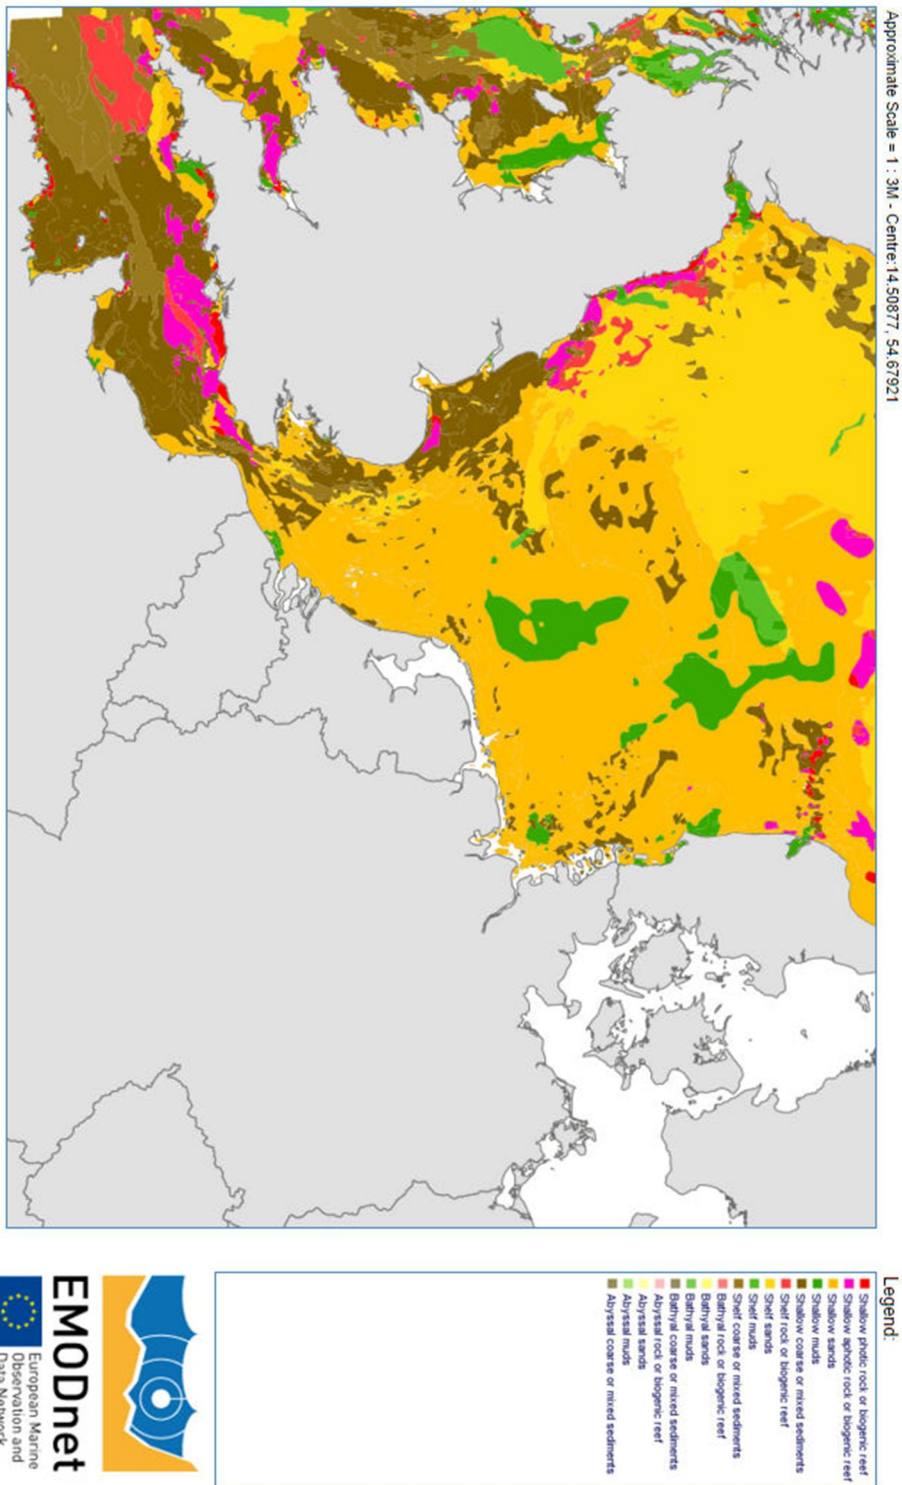 Approximate Scale = 1 : 3M - Centre:14.50877, 54.67921
Legend:
Shallow photic rock or biogenic reef
Shallow aphotic rock or biogenic reef
Shallow sands
Shallow muds
Shallow coarse or mixed sediments
Shelf rock or biogenic reef
Shelf sands
Shelf muds
Shelf coarse or mixed sediments
Bathyal rock or biogenic reef
Bathyal sands
Bathyal muds
Bathyal coarse or mixed sediments
Abyssal rock or biogenic reef
Abyssal sands
Abyssal muds
Abyssal coarse or mixed sediments
EMODnet
European Marine
Observation and
Data Network